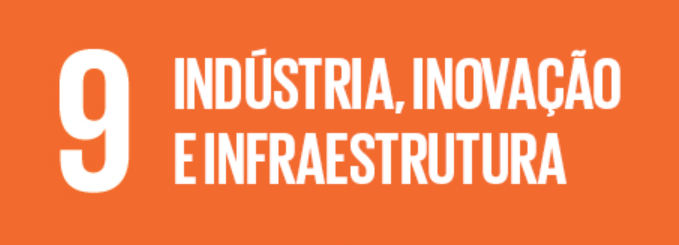 9
INDÚSTRIA, INOVAÇÃO
E INFRAESTRUTURA